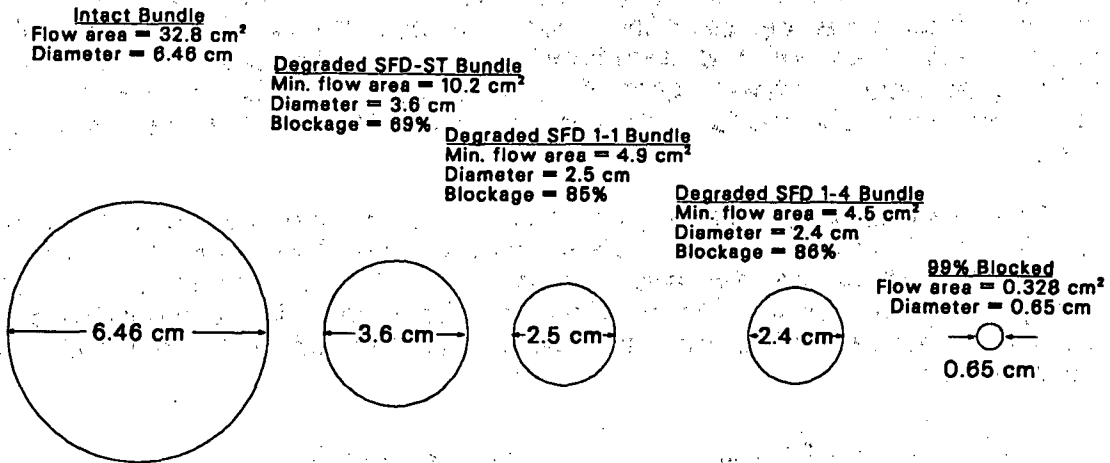 Intact Bundle
Flow area = 32.8 cm²
Diameter = 6.46 cm
Degraded SFD-ST Bundle
Min. flow area = 10.2 cm²
Diameter = 3.6 cm
Blockage = 69%
Degraded SFD 1-1 Bundle
Min. flow area = 4.9 cm²
Diameter = 2.5 cm
Blockage = 85%
Degraded SFD 1-4 Bundle
Min. flow area = 4.5 cm²
Diameter = 2.4 cm
Blockage = 86%
99% Blocked
Flow area = 0.328 cm²
Diameter = 0.65 cm
6.46 cm
3.6 cm
2.5 cm
2.4 cm
0.65 cm